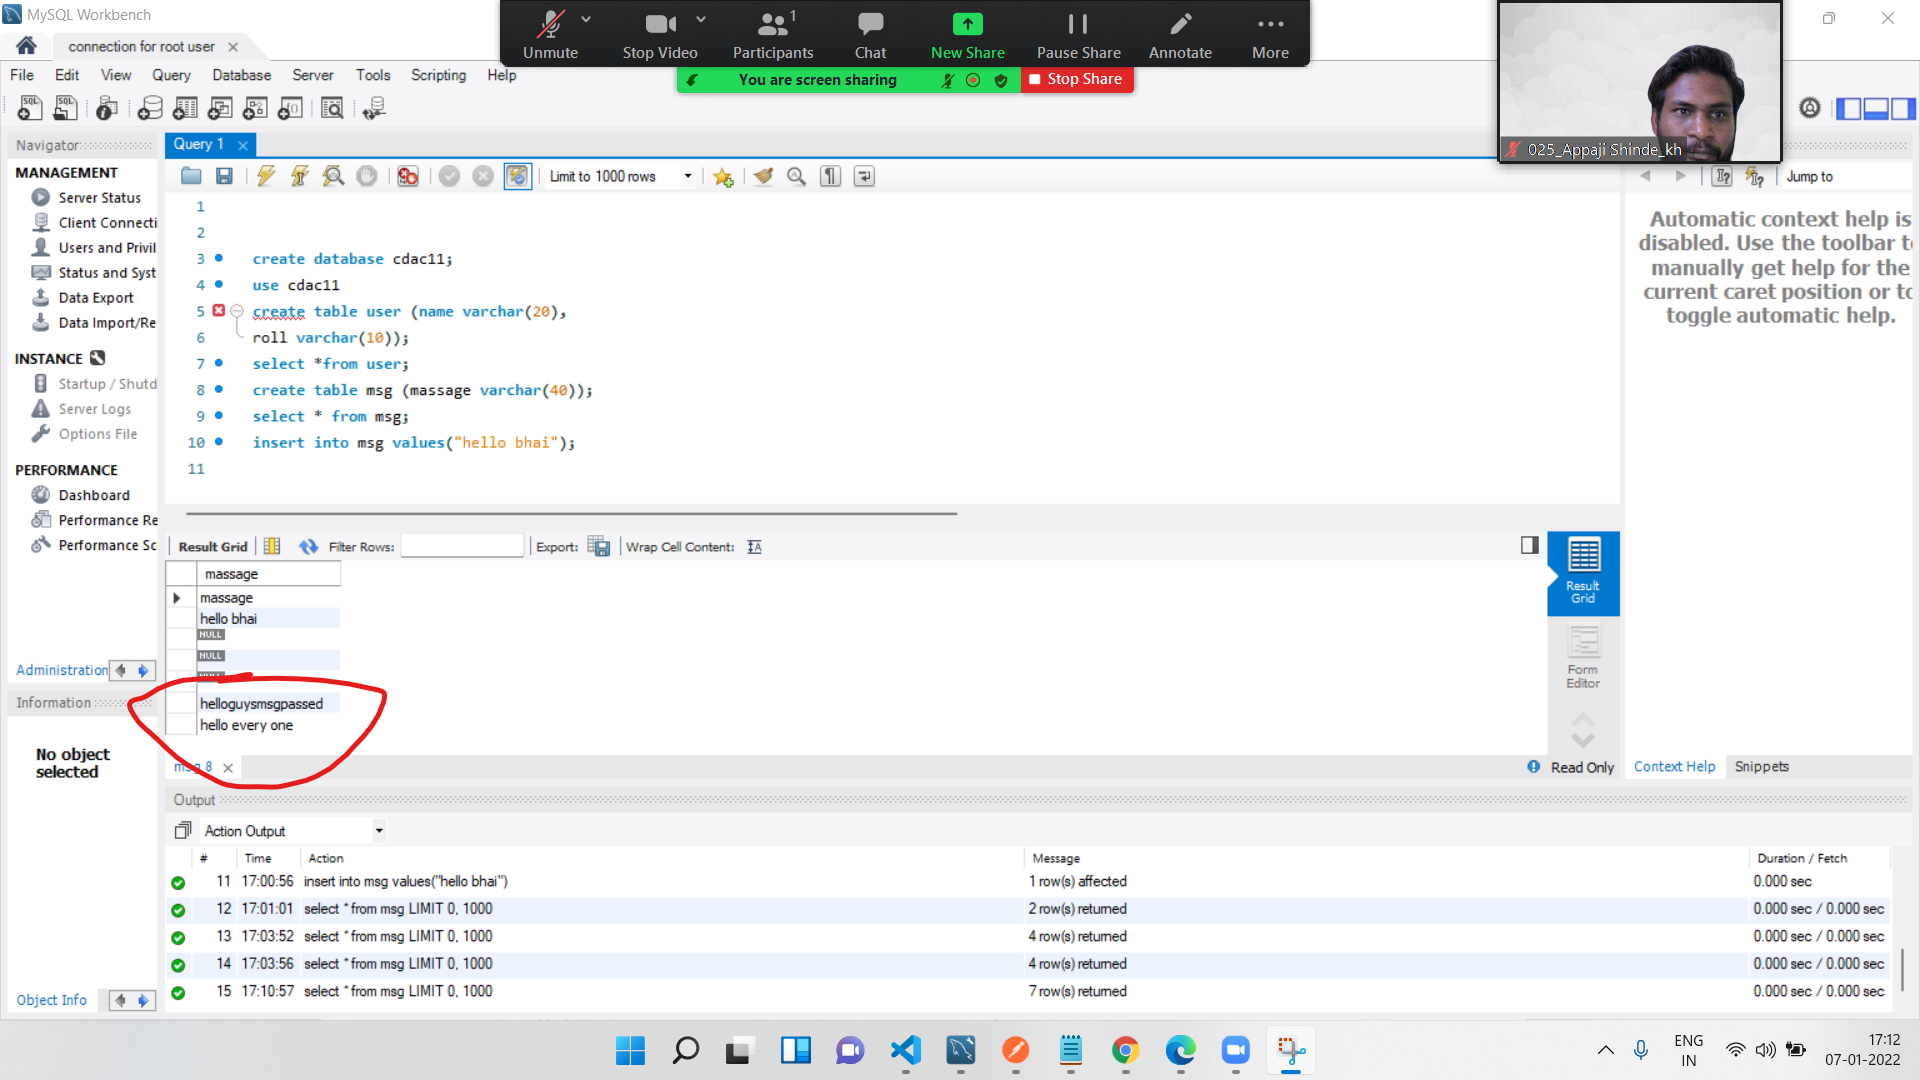 MySQL Workbench
connection for root user
Unmute
Stop Video
1
Participants
Chat
New Share
Pause Share
Annotate
More
You are screen sharing
Stop Share
025_Appaji Shinde_kh
File Edit View Query Database Server Tools Scripting Help
Navigator
MANAGEMENT
Server Status
Client Connecti
Users and Privil
Status and Syst
Data Export
Data Import/Re
INSTANCE
Startup / Shutd
Server Logs
Options File
PERFORMANCE
Dashboard
Performance Re
Performance Sc
Administration
Information
No object
selected
Object Info
Query 1
Limit to 1000 rows
1
2
3 create database cdac11;
4 use cdac11
5 create table user (name varchar(20),
6 roll varchar(10));
7 select *from user;
8 create table msg (massage varchar(40));
9 select * from msg;
10 insert into msg values("hello bhai");
11
Jump to
Automatic context help is
disabled. Use the toolbar t
manually get help for the
current caret position or to
toggle automatic help.
Result Grid Filter Rows: Export: Wrap Cell Content:
massage
massage
hello bhai
NULL
NULL
NULL
helloguysmsgpassed
hello every one
Result
Grid
Form
Editor
msg 8
Read Only
Context Help Snippets
Output
Action Output
# Time Action Message Duration / Fetch
11 17:00:56 insert into msg values("hello bhai") 1 row(s) affected 0.000 sec
12 17:01:01 select * from msg LIMIT 0, 1000 2 row(s) returned 0.000 sec / 0.000 sec
13 17:03:52 select * from msg LIMIT 0, 1000 4 row(s) returned 0.000 sec / 0.000 sec
14 17:03:56 select * from msg LIMIT 0, 1000 4 row(s) returned 0.000 sec / 0.000 sec
15 17:10:57 select * from msg LIMIT 0, 1000 7 row(s) returned 0.000 sec / 0.000 sec
ENG
IN
17:12
07-01-2022